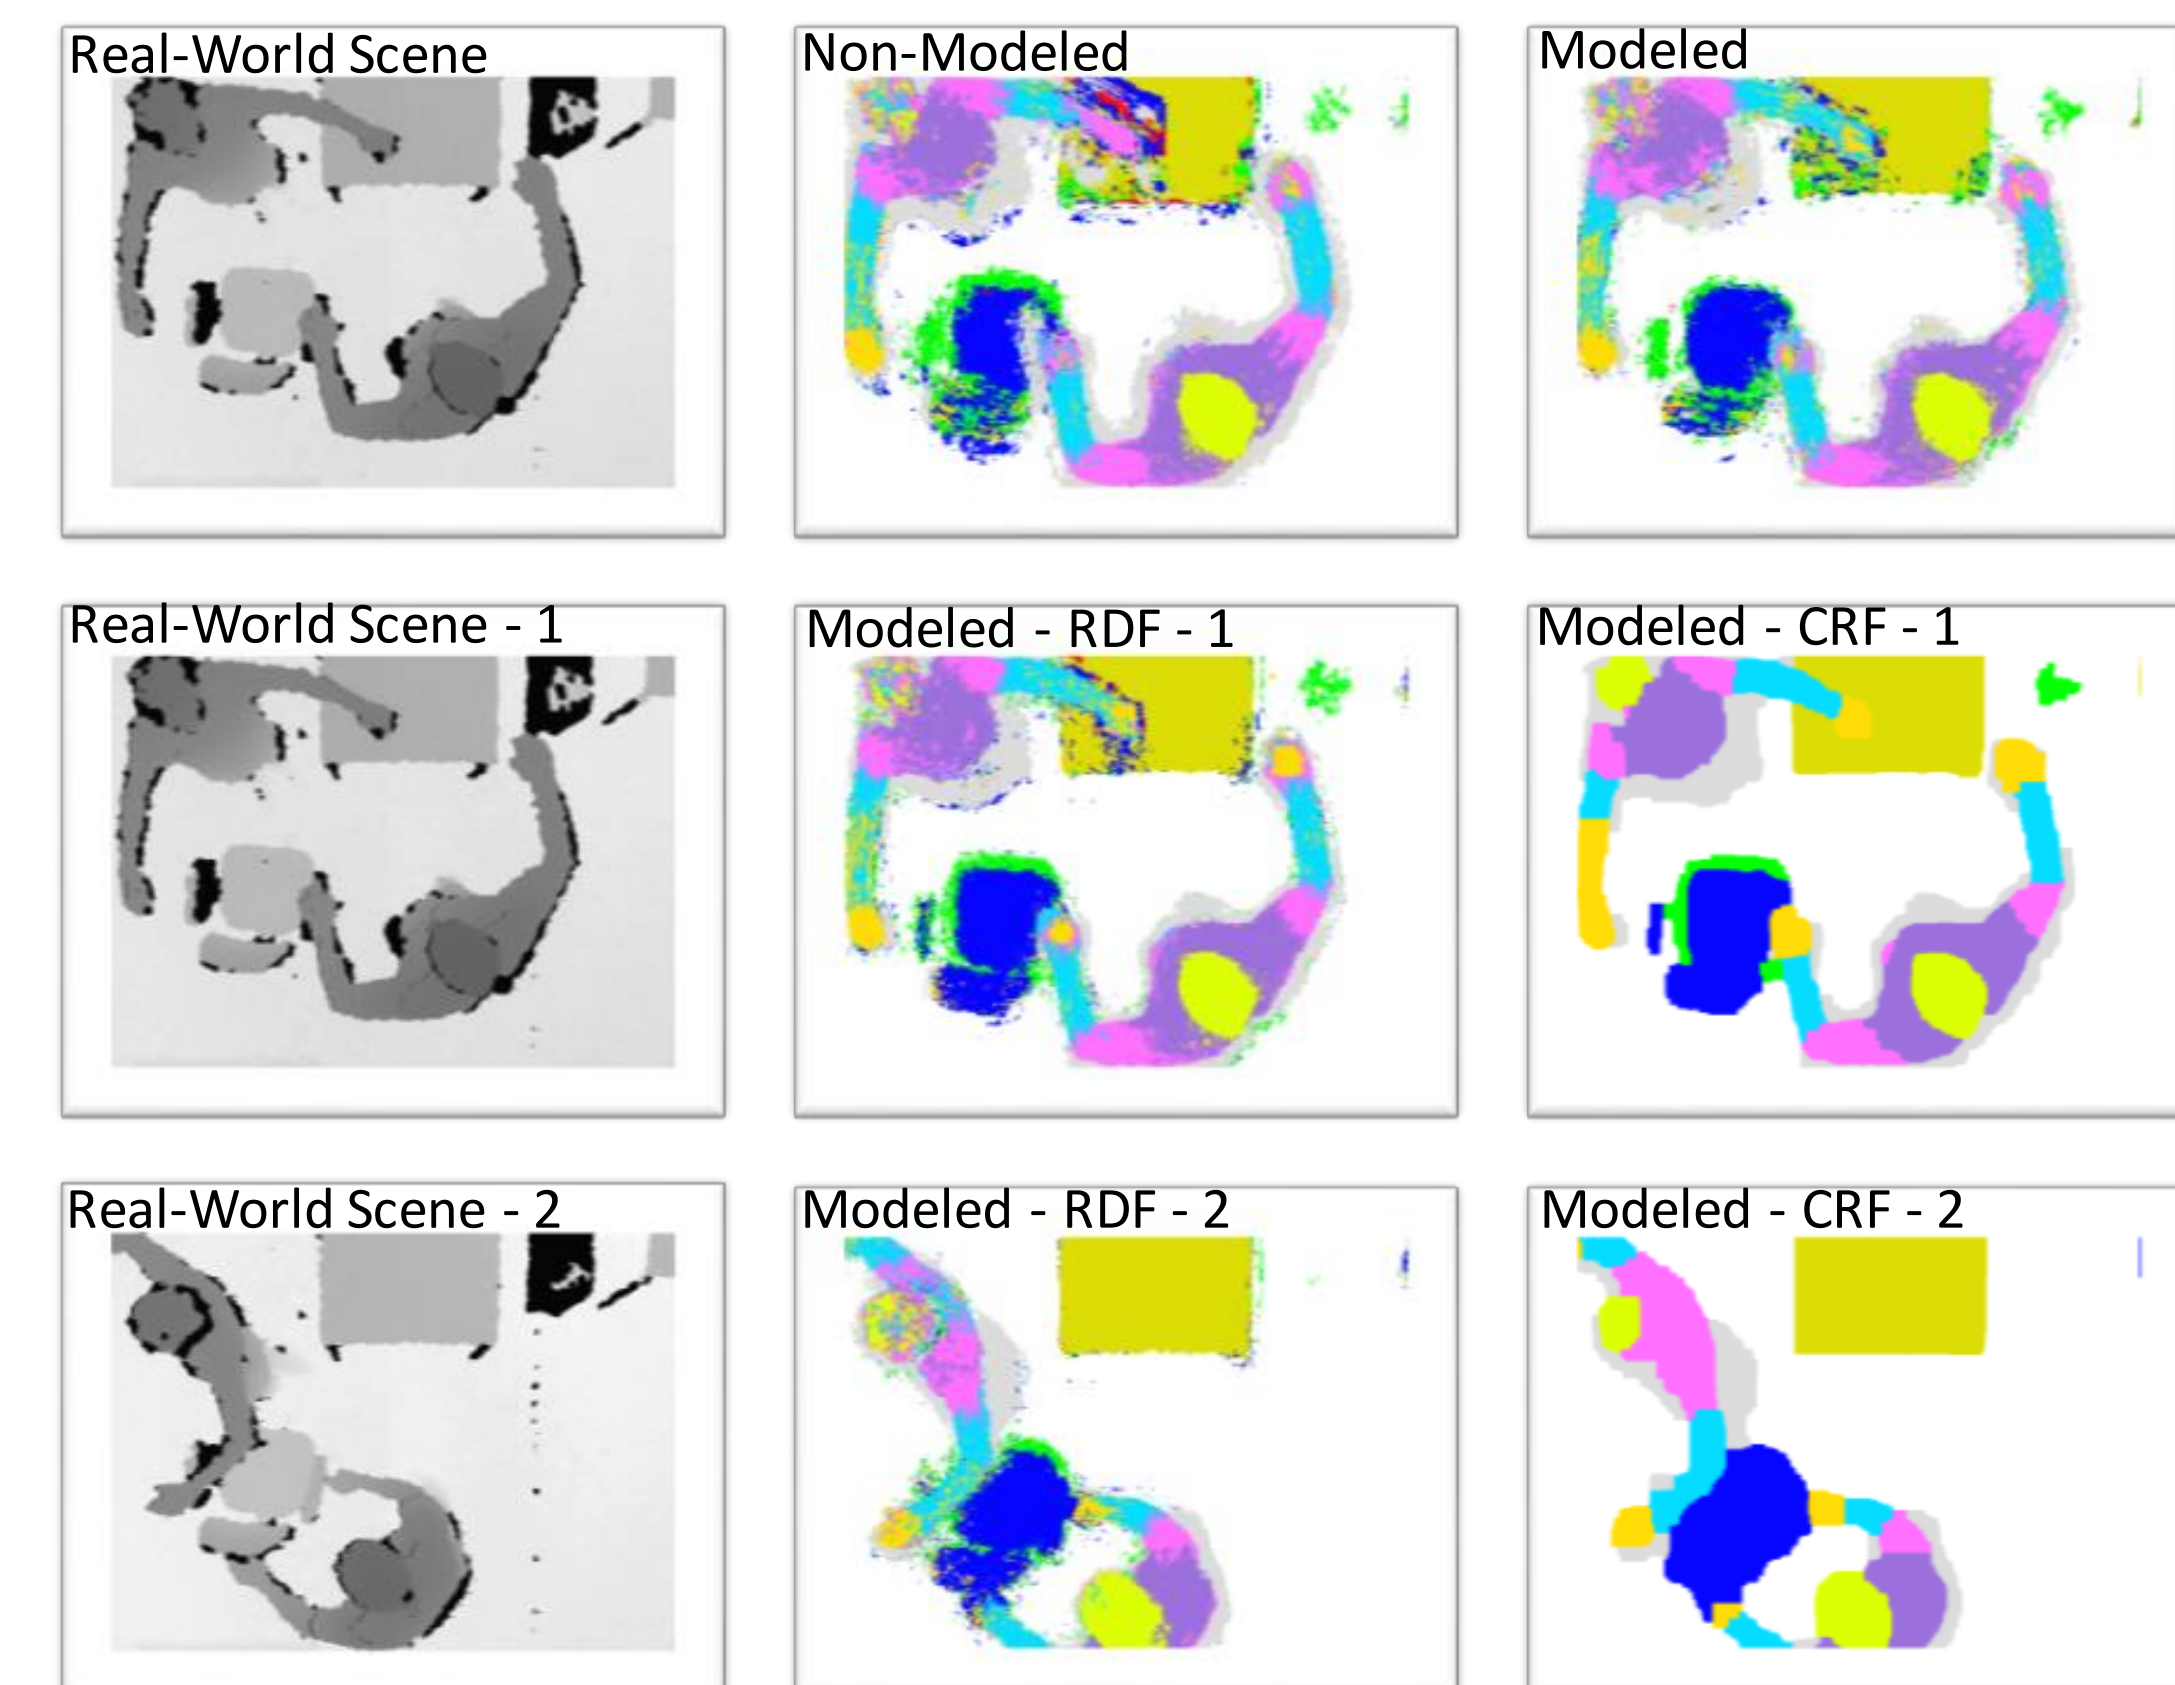 Real-World Scene
Non-Modeled
Modeled
Real-World Scene - 1
Modeled - RDF - 1
Modeled - CRF - 1
Real-World Scene - 2
Modeled - RDF - 2
Modeled - CRF - 2